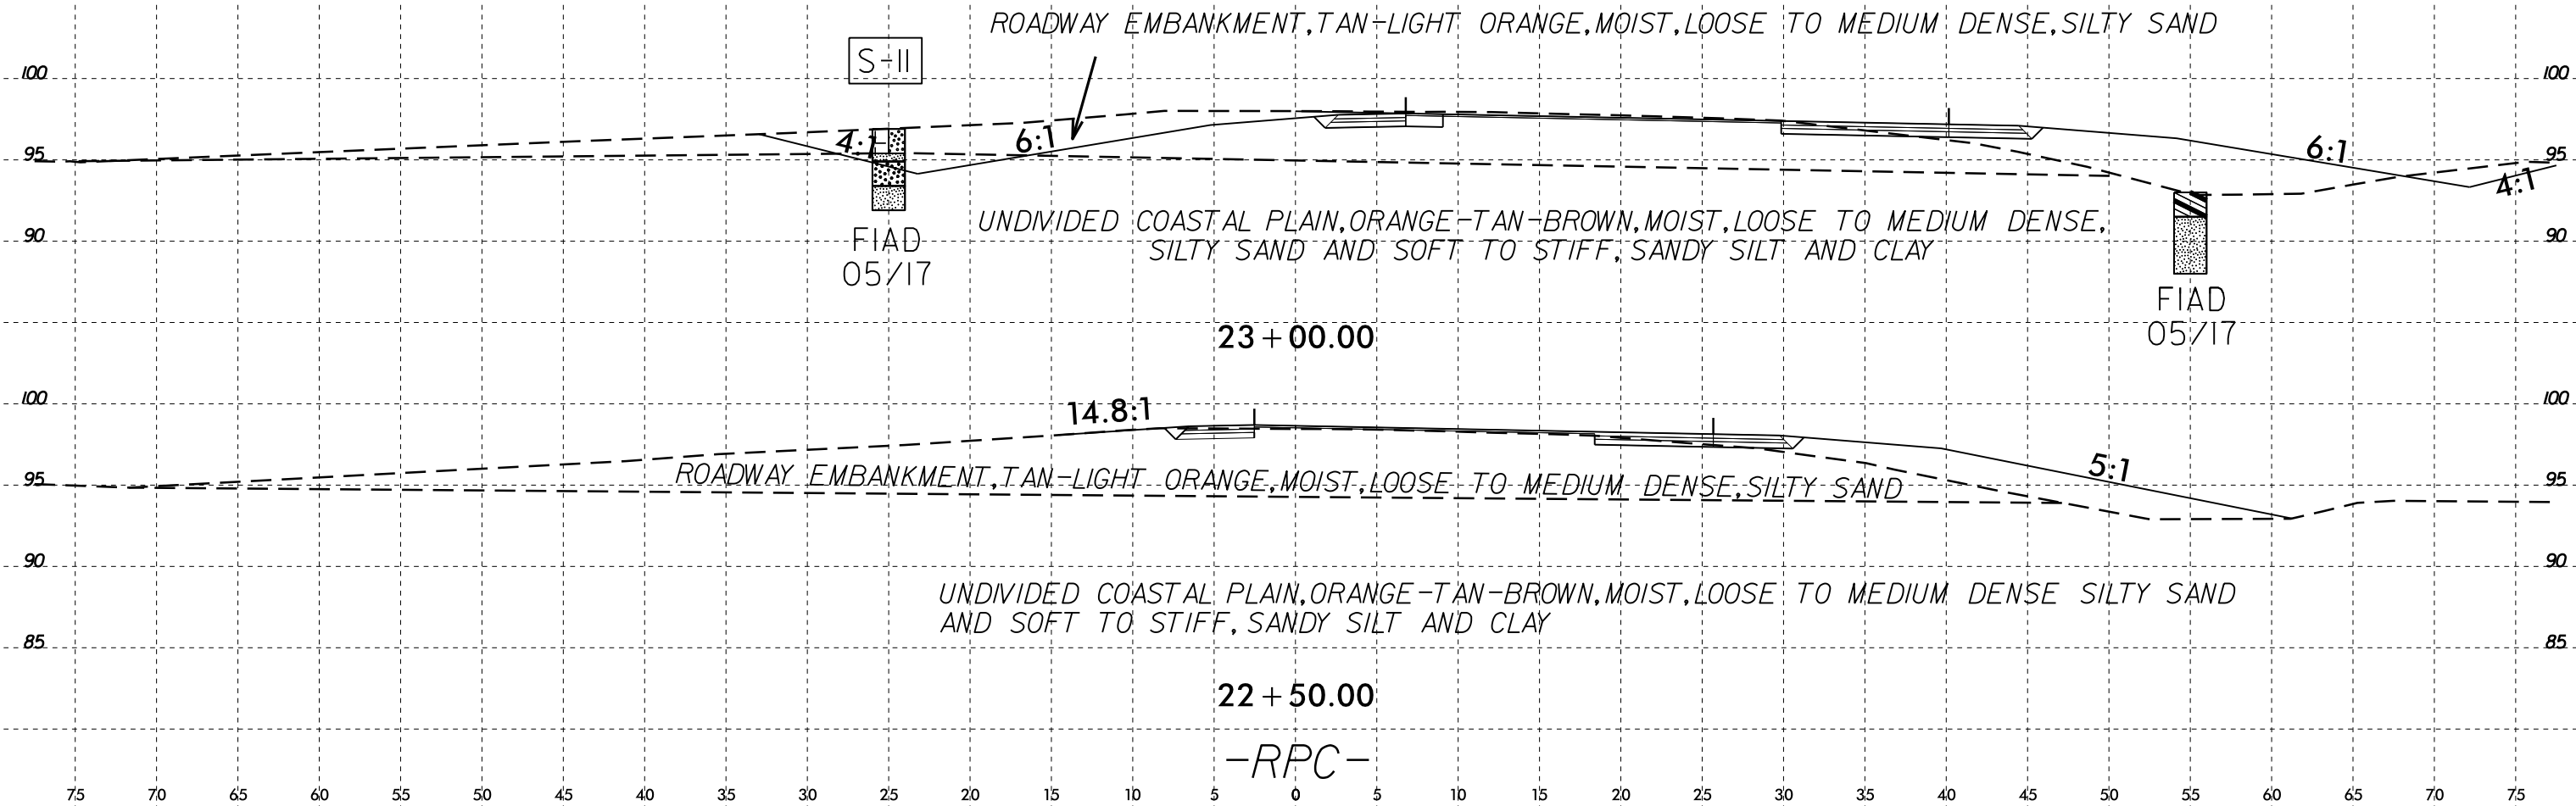 ROADWAY EMBANKMENT, TAN-LIGHT ORANGE, MOIST, LOOSE TO MEDIUM DENSE, SILTY SAND
S-11
100 100
4:1 6:1 6:1 4:1
95 95
UNDIVIDED COASTAL PLAIN, ORANGE-TAN-BROWN, MOIST, LOOSE TO MEDIUM DENSE,
SILTY SAND AND SOFT TO STIFF, SANDY SILT AND CLAY
90 90
FIAD
05/17
FIAD
05/17
23+00.00
100 100
14.8:1
5:1
ROADWAY EMBANKMENT, TAN-LIGHT ORANGE, MOIST, LOOSE TO MEDIUM DENSE, SILTY SAND
95 95
90 90
UNDIVIDED COASTAL PLAIN, ORANGE-TAN-BROWN, MOIST, LOOSE TO MEDIUM DENSE SILTY SAND
AND SOFT TO STIFF, SANDY SILT AND CLAY
85 85
22+50.00
-RPC-
75 70 65 60 55 50 45 40 35 30 25 20 15 10 5 0 5 10 15 20 25 30 35 40 45 50 55 60 65 70 75